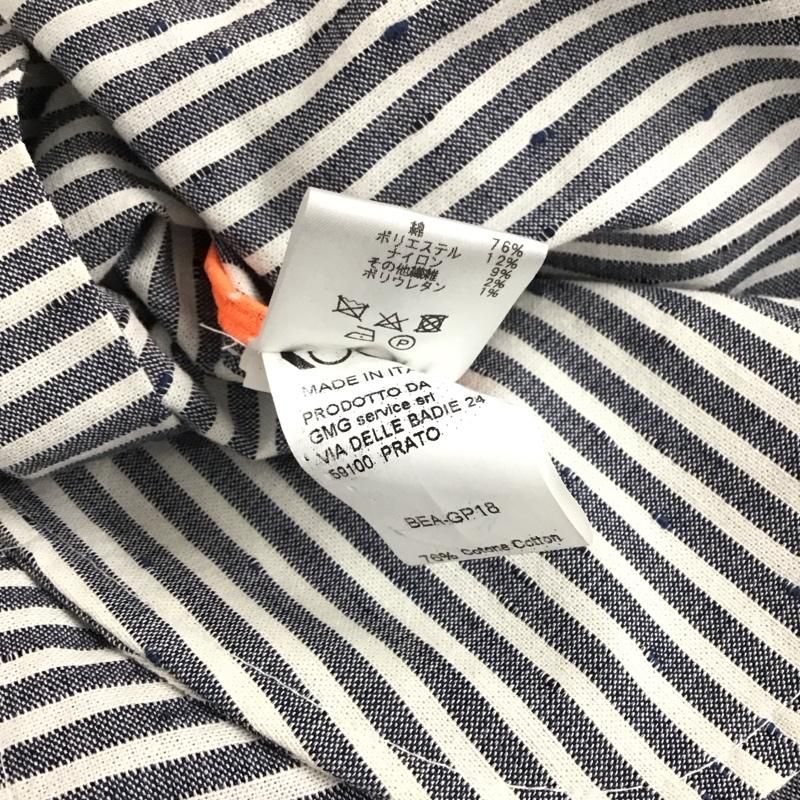 綿 76%
ポリエステル 12%
ナイロン 9%
その他繊維 2%
ポリウレタン 1%
MADE IN ITA
PRODOTTO DA
GMG service srl
VIA DELLE BADIE 24
59100 PRATO
BEA-GP18
76% Cotone Cotton